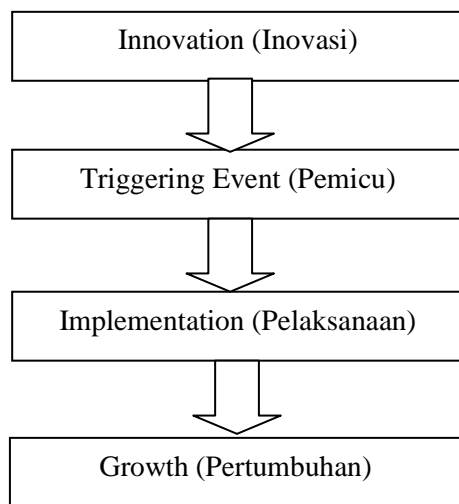 Innovation (Inovasi)
Triggering Event (Pemicu)
Implementation (Pelaksanaan)
Growth (Pertumbuhan)